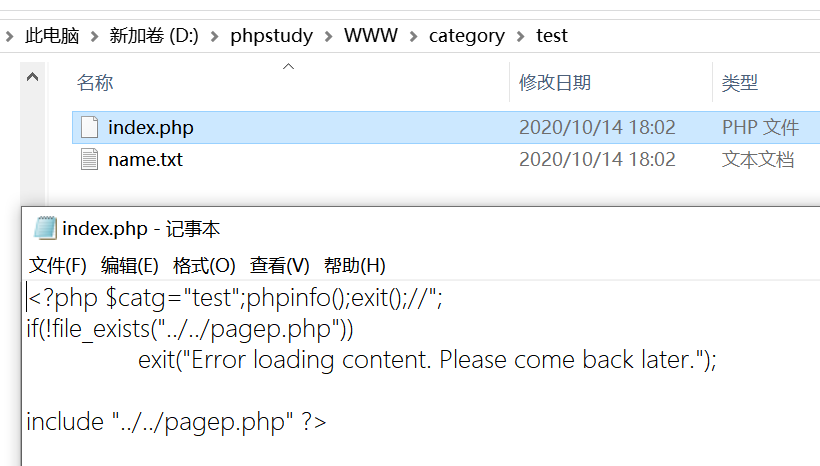 此电脑 > 新加卷 (D:) > phpstudy > WWW > category > test
名称 修改日期 类型
index.php 2020/10/14 18:02 PHP 文件
name.txt 2020/10/14 18:02 文本文档
index.php - 记事本
文件(F) 编辑(E) 格式(O) 查看(V) 帮助(H)
<?php $catg="test";phpinfo();exit();//";
if(!file_exists("../../pagep.php"))
exit("Error loading content. Please come back later.");
include "../../pagep.php" ?>